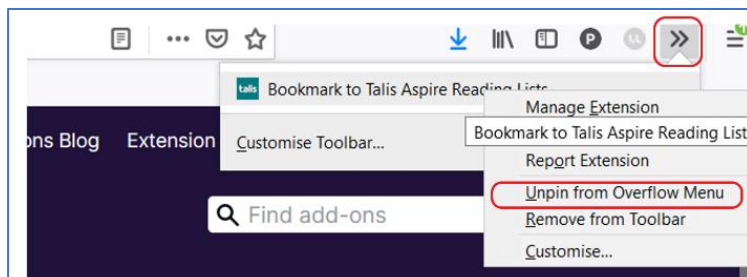 talis Bookmark to Talis Aspire Reading Lists
Manage Extension
Bookmark to Talis Aspire Reading List
ons Blog Extension
Customise Toolbar...
Report Extension
Unpin from Overflow Menu
Find add-ons
Remove from Toolbar
Customise...